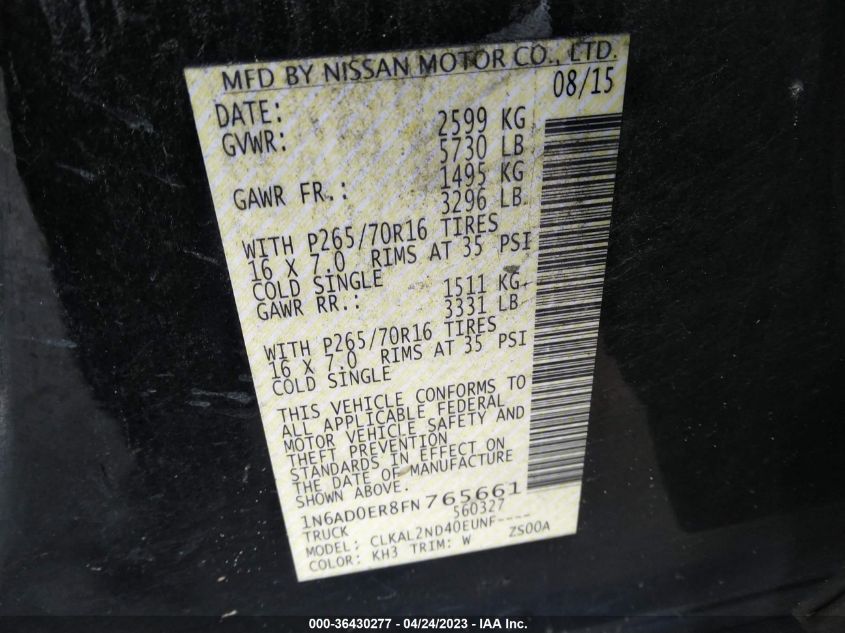 MFD BY NISSAN MOTOR CO., LTD.
DATE: 08/15
GVWR: 2599 KG
5730 LB
GAWR FR.: 1495 KG
3296 LB
WITH P265/70R16 TIRES
16 X 7.0 RIMS AT 35 PSI
COLD SINGLE
GAWR RR.: 1511 KG
3331 LB
WITH P265/70R16 TIRES
16 X 7.0 RIMS AT 35 PSI
COLD SINGLE
THIS VEHICLE CONFORMS TO
ALL APPLICABLE FEDERAL
MOTOR VEHICLE SAFETY AND
THEFT PREVENTION
STANDARDS IN EFFECT ON
THE DATE OF MANUFACTURE
SHOWN ABOVE.
1N6AD0ER8FN765661
TRUCK 560327
MODEL: CLKAL2ND40EUNF----
COLOR: KH3 TRIM: W ZS00A
000-36430277 - 04/24/2023 - IAA Inc.